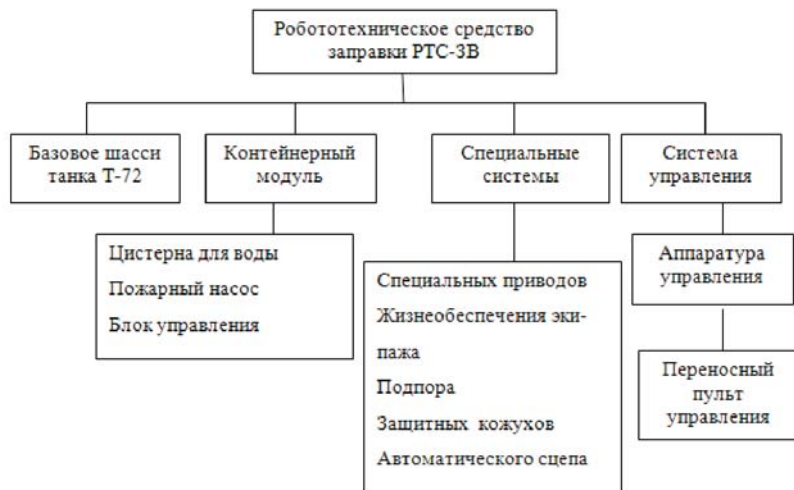 Робототехническое средство
заправки РТС-ЗВ
Базовое шасси
танка Т-72
Контейнерный
модуль
Специальные
системы
Система
управления
Цистерна для воды
Пожарный насос
Блок управления
Специальных приводов
Жизнеобеспечения эки-
пажа
Подпора
Защитных кожухов
Автоматического сцепа
Аппаратура
управления
Переносный
пульт
управления